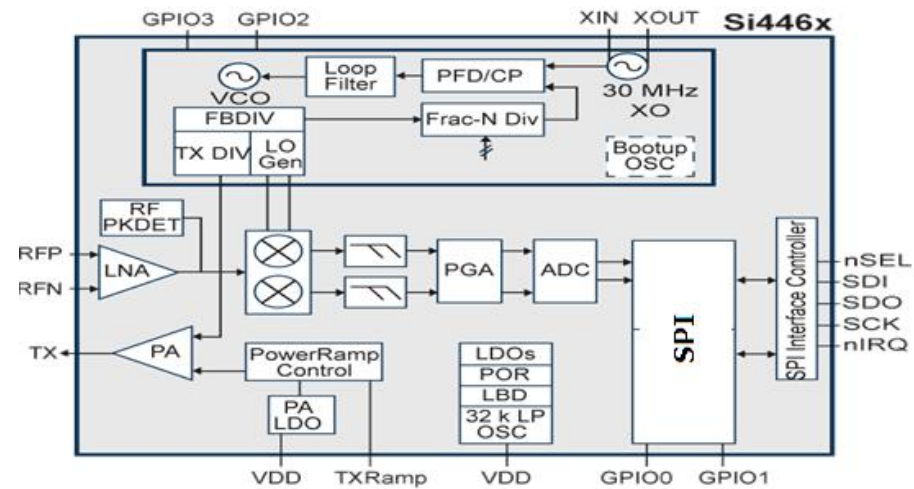 GPIO3 GPIO2 XIN XOUT Si446x
Loop
Filter
PFD/CP
VCO
30 MHz
XO
FBDIV
TX DIV
LO
Gen
Frac-N Div
Bootup
OSC
RF
PKDET
RFP
RFN
LNA
PGA
ADC
SPI
SPI Interface Controller
nSEL
SDI
SDO
SCK
nIRQ
TX
PA
PowerRamp
Control
PA
LDO
LDOs
POR
LBD
32 k LP
OSC
VDD TXRamp VDD GPIO0 GPIO1